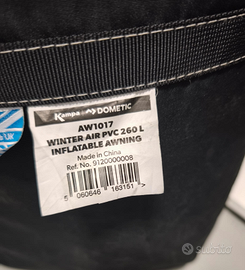 Kampa DOMETIC
AW1017
WINTER AIR PVC 260 L
INFLATABLE AWNING
Made in China
Ref. No. 9120000008
5 060646 163151 >
UK
subito